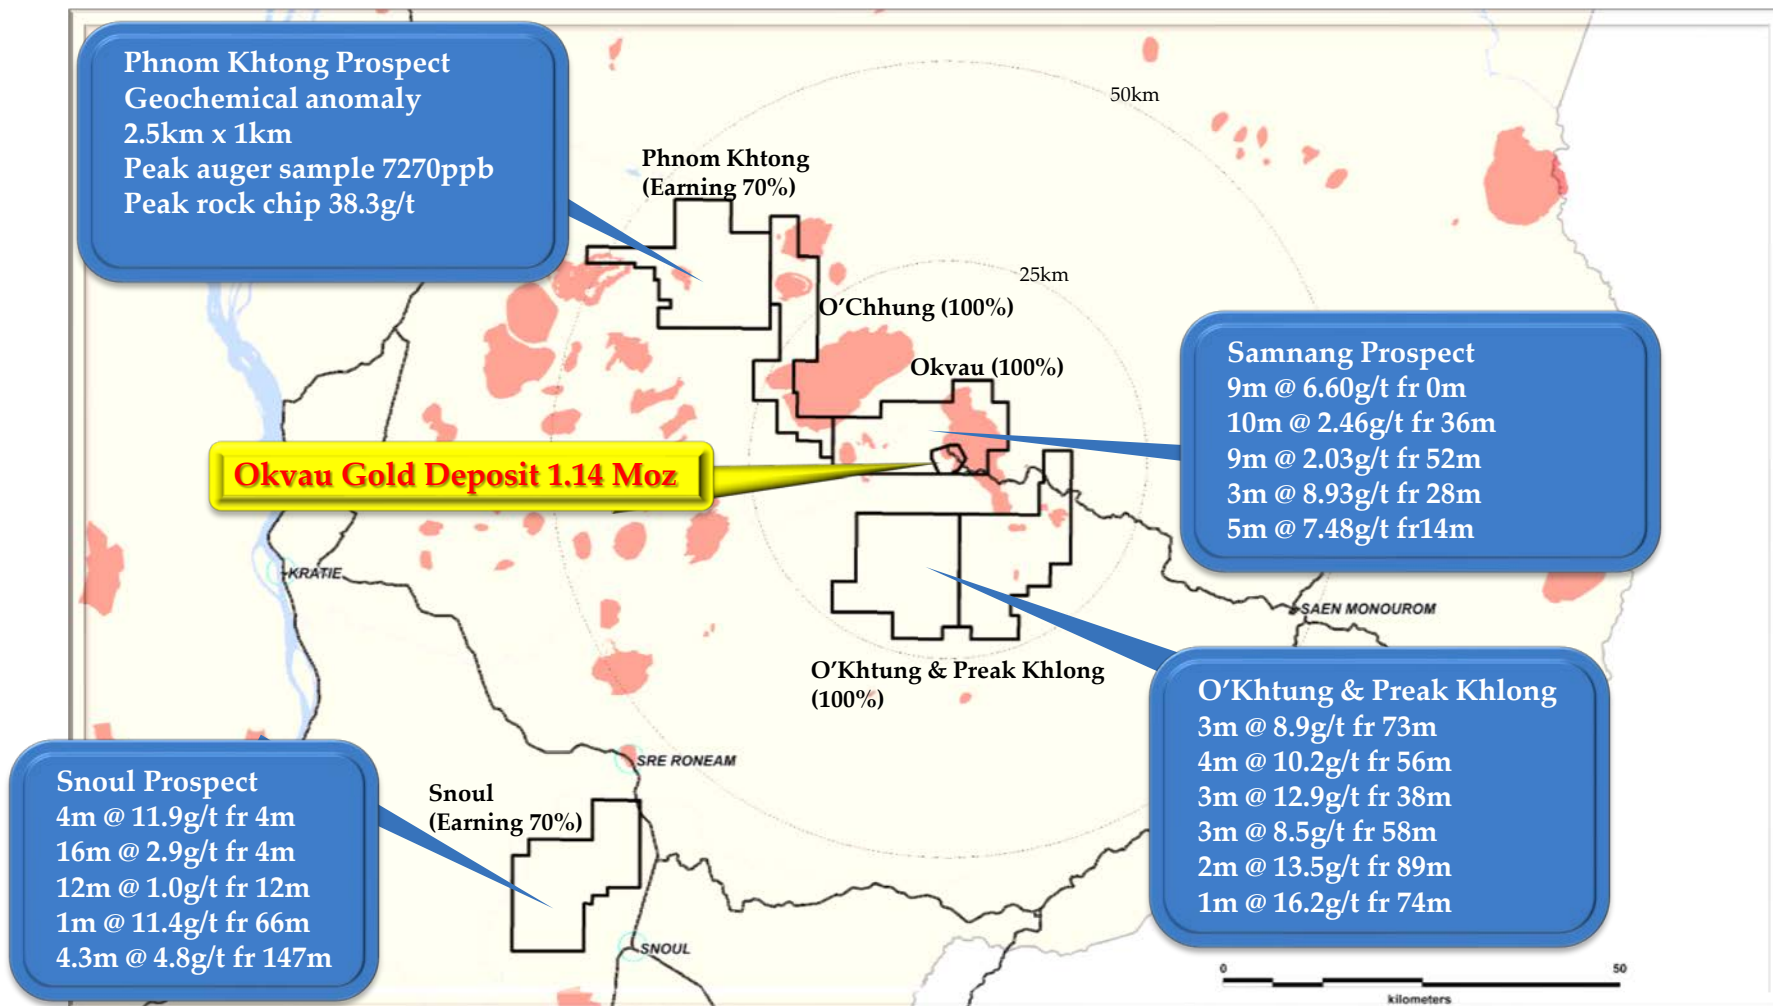 Phnom Khtong Prospect
Geochemical anomaly
2.5km x 1km
Peak auger sample 7270ppb
Peak rock chip 38.3g/t
50km
Phnom Khtong
(Earning 70%)
25km
O'Chhung (100%)
Okvau (100%)
Samnang Prospect
9m @ 6.60g/t fr 0m
10m @ 2.46g/t fr 36m
9m @ 2.03g/t fr 52m
3m @ 8.93g/t fr 28m
5m @ 7.48g/t fr14m
Okvau Gold Deposit 1.14 Moz
KRATIE
SAEN MONOUROM
O'Khtung & Preak Khlong
(100%)
O'Khtung & Preak Khlong
3m @ 8.9g/t fr 73m
4m @ 10.2g/t fr 56m
3m @ 12.9g/t fr 38m
3m @ 8.5g/t fr 58m
2m @ 13.5g/t fr 89m
1m @ 16.2g/t fr 74m
SRE RONEAM
Snoul
(Earning 70%)
Snoul Prospect
4m @ 11.9g/t fr 4m
16m @ 2.9g/t fr 4m
12m @ 1.0g/t fr 12m
1m @ 11.4g/t fr 66m
4.3m @ 4.8g/t fr 147m
SNOUL
0 50
kilometers